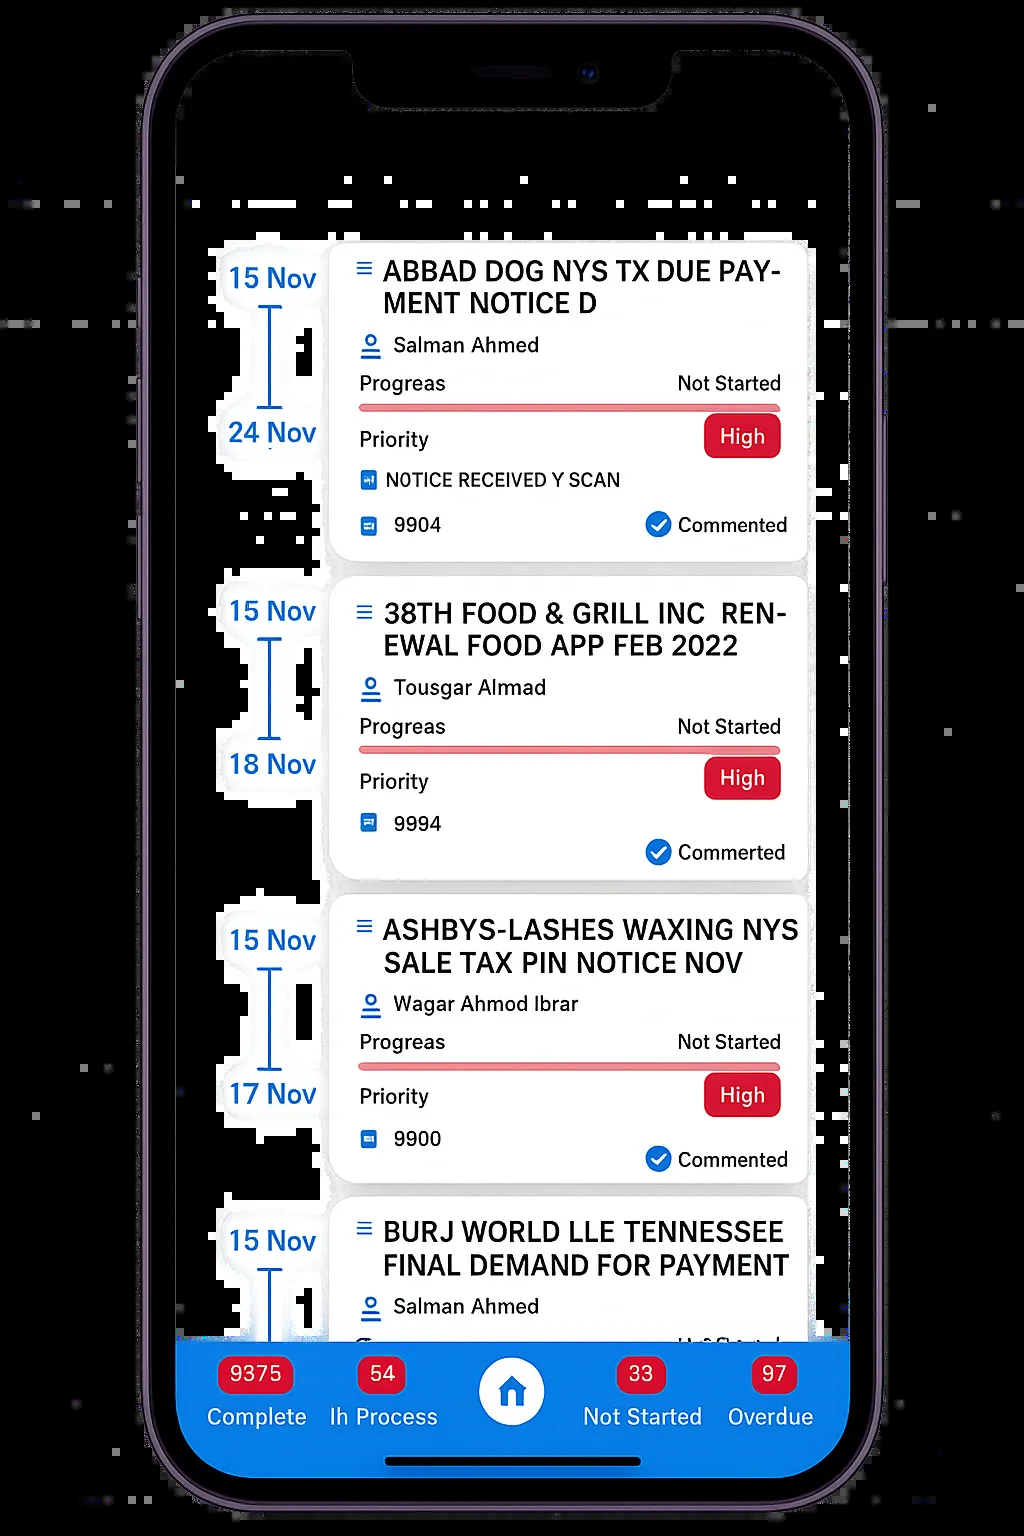 15 Nov
ABBAD DOG NYS TX DUE PAY-
MENT NOTICE D
Salman Ahmed
Progreas
Not Started
24 Nov
Priority
High
NOTICE RECEIVED Y SCAN
9904
Commented
15 Nov
38TH FOOD & GRILL INC REN-
EWAL FOOD APP FEB 2022
Tousgar Almad
Progreas
Not Started
18 Nov
Priority
High
9994
Commerted
15 Nov
ASHBYS-LASHES WAXING NYS
SALE TAX PIN NOTICE NOV
Wagar Ahmod Ibrar
Progreas
Not Started
17 Nov
Priority
High
9900
Commented
15 Nov
BURJ WORLD LLE TENNESSEE
FINAL DEMAND FOR PAYMENT
Salman Ahmed
9375
54
33
97
Complete
Ih Process
Not Started
Overdue